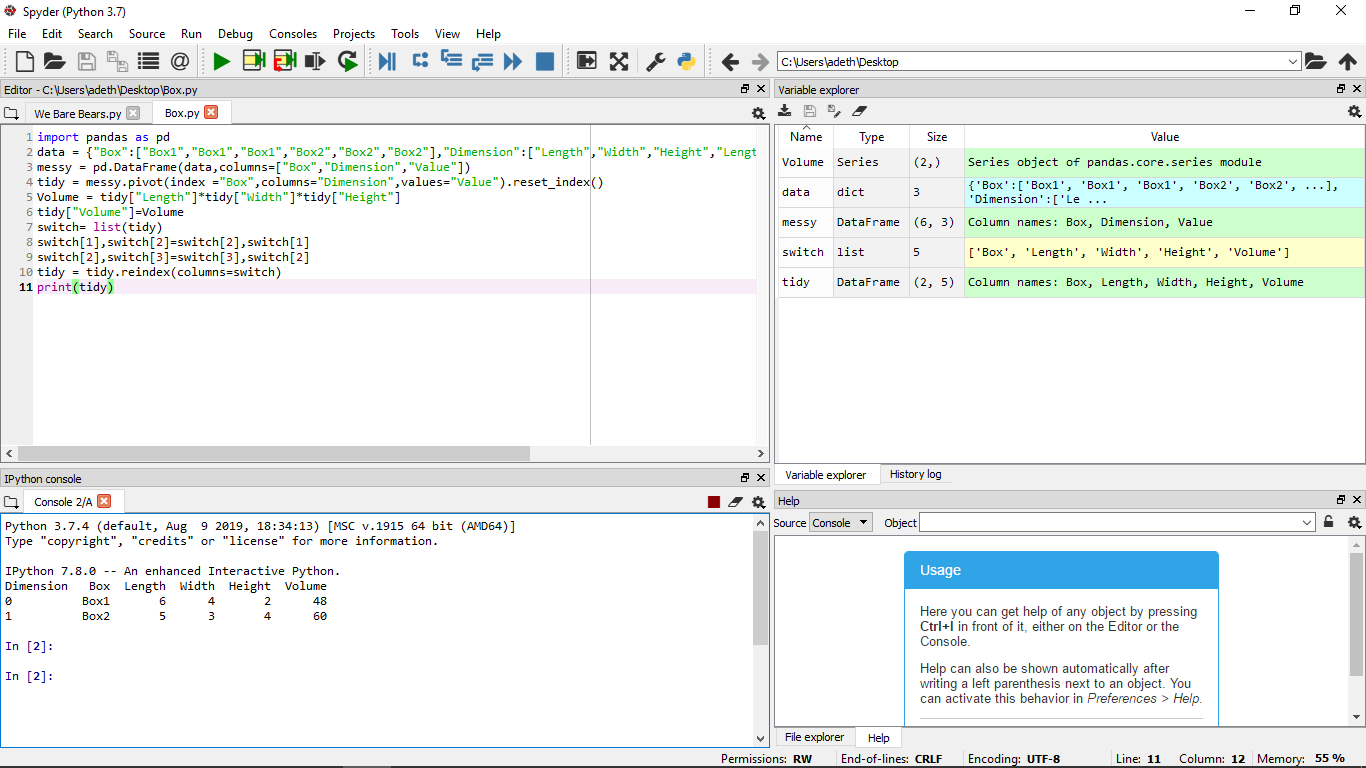 Spyder (Python 3.7)
File Edit Search Source Run Debug Consoles Projects Tools View Help
C:\Users\adeth\Desktop
Editor - C:\Users\adeth\Desktop\Box.py
We Bare Bears.py Box.py
1 import pandas as pd
2 data = {"Box":["Box1","Box1","Box1","Box2","Box2","Box2"],"Dimension":["Length","Width","Height","Lengt
3 messy = pd.DataFrame(data,columns=["Box","Dimension","Value"])
4 tidy = messy.pivot(index ="Box",columns="Dimension",values="Value").reset_index()
5 Volume = tidy["Length"]*tidy["Width"]*tidy["Height"]
6 tidy["Volume"]=Volume
7 switch= list(tidy)
8 switch[1],switch[2]=switch[2],switch[1]
9 switch[2],switch[3]=switch[3],switch[2]
10 tidy = tidy.reindex(columns=switch)
11 print(tidy)
IPython console
Console 2/A
Python 3.7.4 (default, Aug  9 2019, 18:34:13) [MSC v.1915 64 bit (AMD64)]
Type "copyright", "credits" or "license" for more information.
IPython 7.8.0 -- An enhanced Interactive Python.
Dimension   Box  Length  Width  Height  Volume
0          Box1       6      4       2      48
1          Box2       5      3       4      60
In [2]:
In [2]:
Variable explorer
Name Type Size Value
Volume Series (2,) Series object of pandas.core.series module
data dict 3 {'Box':['Box1', 'Box1', 'Box1', 'Box2', 'Box2', ...],
'Dimension':['Le ...
messy DataFrame (6, 3) Column names: Box, Dimension, Value
switch list 5 ['Box', 'Length', 'Width', 'Height', 'Volume']
tidy DataFrame (2, 5) Column names: Box, Length, Width, Height, Volume
Variable explorer History log
Help
Source Console Object
Usage
Here you can get help of any object by pressing
Ctrl+I in front of it, either on the Editor or the
Console.
Help can also be shown automatically after
writing a left parenthesis next to an object. You
can activate this behavior in Preferences > Help.
File explorer Help
Permissions: RW End-of-lines: CRLF Encoding: UTF-8 Line: 11 Column: 12 Memory: 55 %